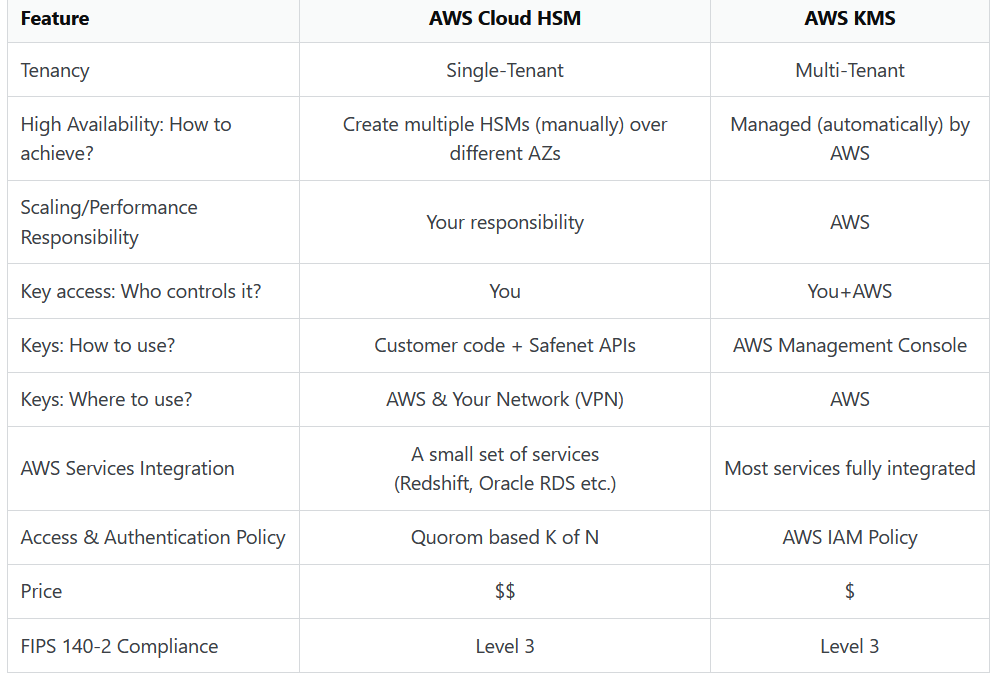 Feature AWS Cloud HSM AWS KMS
Tenancy Single-Tenant Multi-Tenant
High Availability: How to achieve? Create multiple HSMs (manually) over different AZs Managed (automatically) by AWS
Scaling/Performance Responsibility Your responsibility AWS
Key access: Who controls it? You You+AWS
Keys: How to use? Customer code + Safenet APIs AWS Management Console
Keys: Where to use? AWS & Your Network (VPN) AWS
AWS Services Integration A small set of services (Redshift, Oracle RDS etc.) Most services fully integrated
Access & Authentication Policy Quorom based K of N AWS IAM Policy
Price $$ $
FIPS 140-2 Compliance Level 3 Level 3